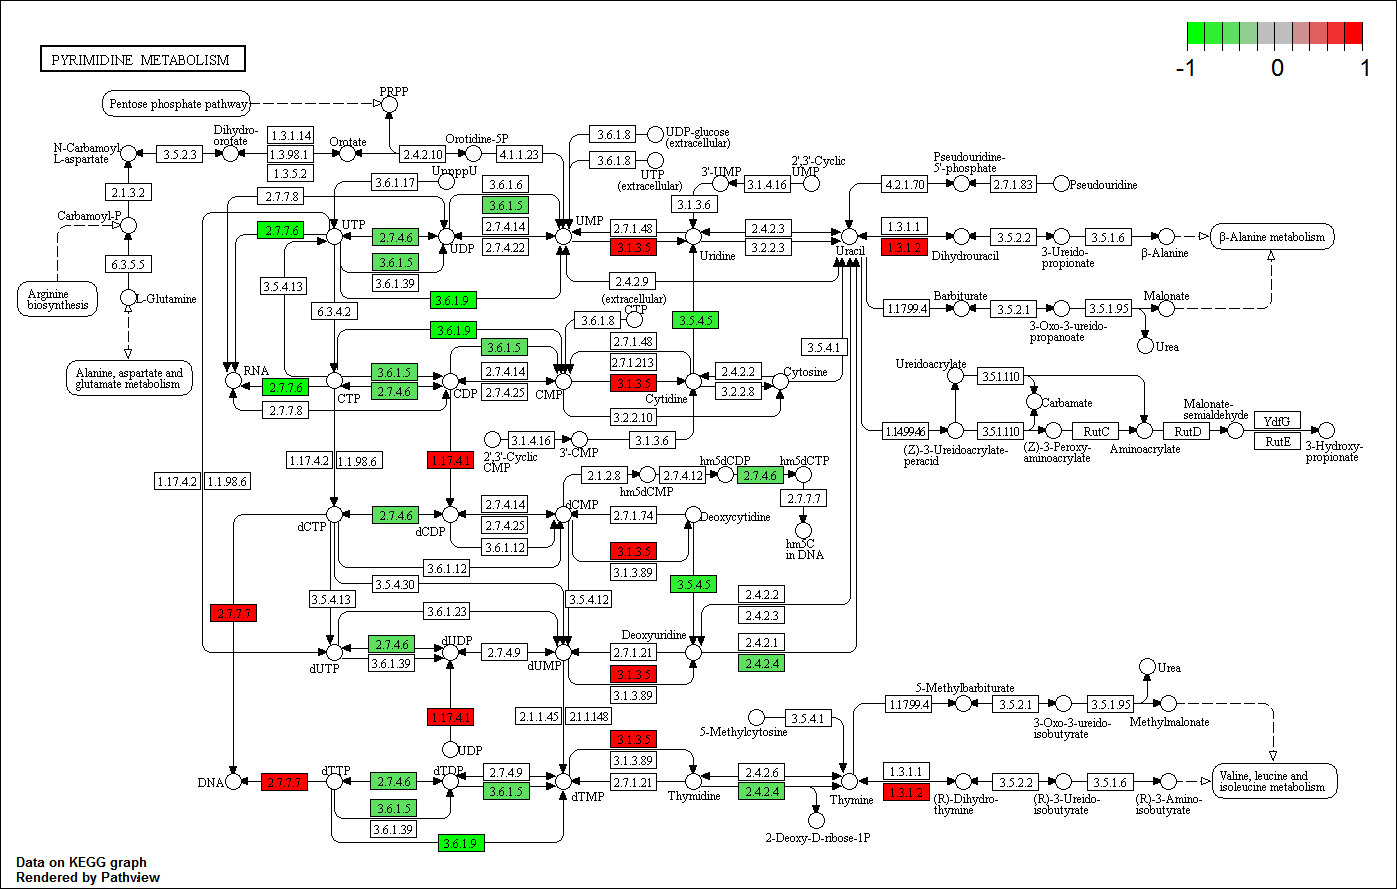 PYRIMIDINE METABOLISM
-1
0
1
Pentose phosphate pathway
PRPP
N-Carbamoyl-
L-aspartate
3.5.2.3
Dihydro-
orotate
1.3.1.14
1.3.98.1
1.3.5.2
Orotate
2.4.2.10
Orotidine-5P
4.1.1.23
3.6.1.8
UDP-glucose
(extracellular)
3.6.1.8
UTP
(extracellular)
2.1.3.2
Carbamoyl-P
6.3.5.5
L-Glutamine
Arginine
biosynthesis
Alanine, aspartate and
glutamate metabolism
UppppU
3.6.1.17
2.7.7.8
3.6.1.6
3.6.1.5
2.7.4.14
2.7.4.22
UTP
2.7.7.6
2.7.4.6
3.6.1.5
3.6.1.39
UDP
UMP
3.6.1.9
3.5.4.13
6.3.4.2
3'-UMP
3.1.4.16
2',3'-Cyclic
UMP
3.1.3.6
2.7.1.48
3.1.3.5
Uridine
2.4.2.3
3.2.2.3
Uracil
2.4.2.9
4.2.1.70
Pseudouridine-
5'-phosphate
2.7.1.83
Pseudouridine
1.3.1.1
1.3.1.2
Dihydrouracil
3.5.2.2
3-Ureido-
propionate
3.5.1.6
β-Alanine
β-Alanine metabolism
1.1.99.4
Barbiturate
3.5.2.1
3-Oxo-3-ureido-
propanoate
3.5.1.95
Malonate
Urea
(extracellular)
CTP
3.6.1.8
3.5.4.5
3.6.1.9
3.6.1.5
2.7.1.48
2.7.1.213
3.1.3.5
RNA
2.7.7.6
CTP
3.6.1.5
2.7.4.6
CDP
2.7.4.14
2.7.4.25
CMP
Cytidine
2.4.2.2
3.2.2.8
Cytosine
3.5.4.1
2.7.7.8
3.2.2.10
2',3'-Cyclic
CMP
3.1.4.16
3'-CMP
3.1.3.6
Ureidoacrylate
3.5.1.110
Carbamate
1.14.99.46
(Z)-3-Ureidoacrylate-
peracid
3.5.1.110
(Z)-3-Peroxy-
aminoacrylate
RutC
Aminoacrylate
RutD
Malonate-
semialdehyde
YdfG
RutE
3-Hydroxy-
propionate
1.17.4.2
1.1.98.6
1.17.4.1
1.17.4.2
1.1.98.6
2.1.2.8
hm5dCMP
2.7.4.12
hm5dCDP
2.7.4.6
hm5dCTP
2.7.7.7
hm5C
in DNA
dCTP
2.7.4.6
dCDP
2.7.4.14
2.7.4.25
dCMP
2.7.1.74
Deoxycytidine
3.6.1.12
3.6.1.12
3.1.3.5
3.1.3.89
3.5.4.30
3.5.4.5
3.5.4.13
3.5.4.12
2.7.7.7
3.6.1.23
2.4.2.2
2.4.2.3
2.4.2.1
2.4.2.4
dUTP
2.7.4.6
3.6.1.39
dUDP
2.7.4.9
dUMP
Deoxyuridine
2.7.1.21
3.1.3.5
3.1.3.89
1.17.4.1
UDP
2.1.1.45
2.1.1.148
3.1.3.5
3.1.3.89
2.7.1.21
5-Methylcytosine
3.5.4.1
DNA
2.7.7.7
dTTP
2.7.4.6
3.6.1.5
3.6.1.39
dTDP
2.7.4.9
3.6.1.5
dTMP
3.6.1.9
Thymidine
2.4.2.6
2.4.2.4
2-Deoxy-D-ribose-1P
Thymine
1.1.99.4
5-Methylbarbiturate
3.5.2.1
3-Oxo-3-ureido-
isobutyrate
3.5.1.95
Urea
Methylmalonate
1.3.1.1
1.3.1.2
(R)-Dihydro-
thymine
3.5.2.2
(R)-3-Ureido-
isobutyrate
3.5.1.6
(R)-3-Amino-
isobutyrate
Valine, leucine and
isoleucine metabolism
Data on KEGG graph
Rendered by Pathview